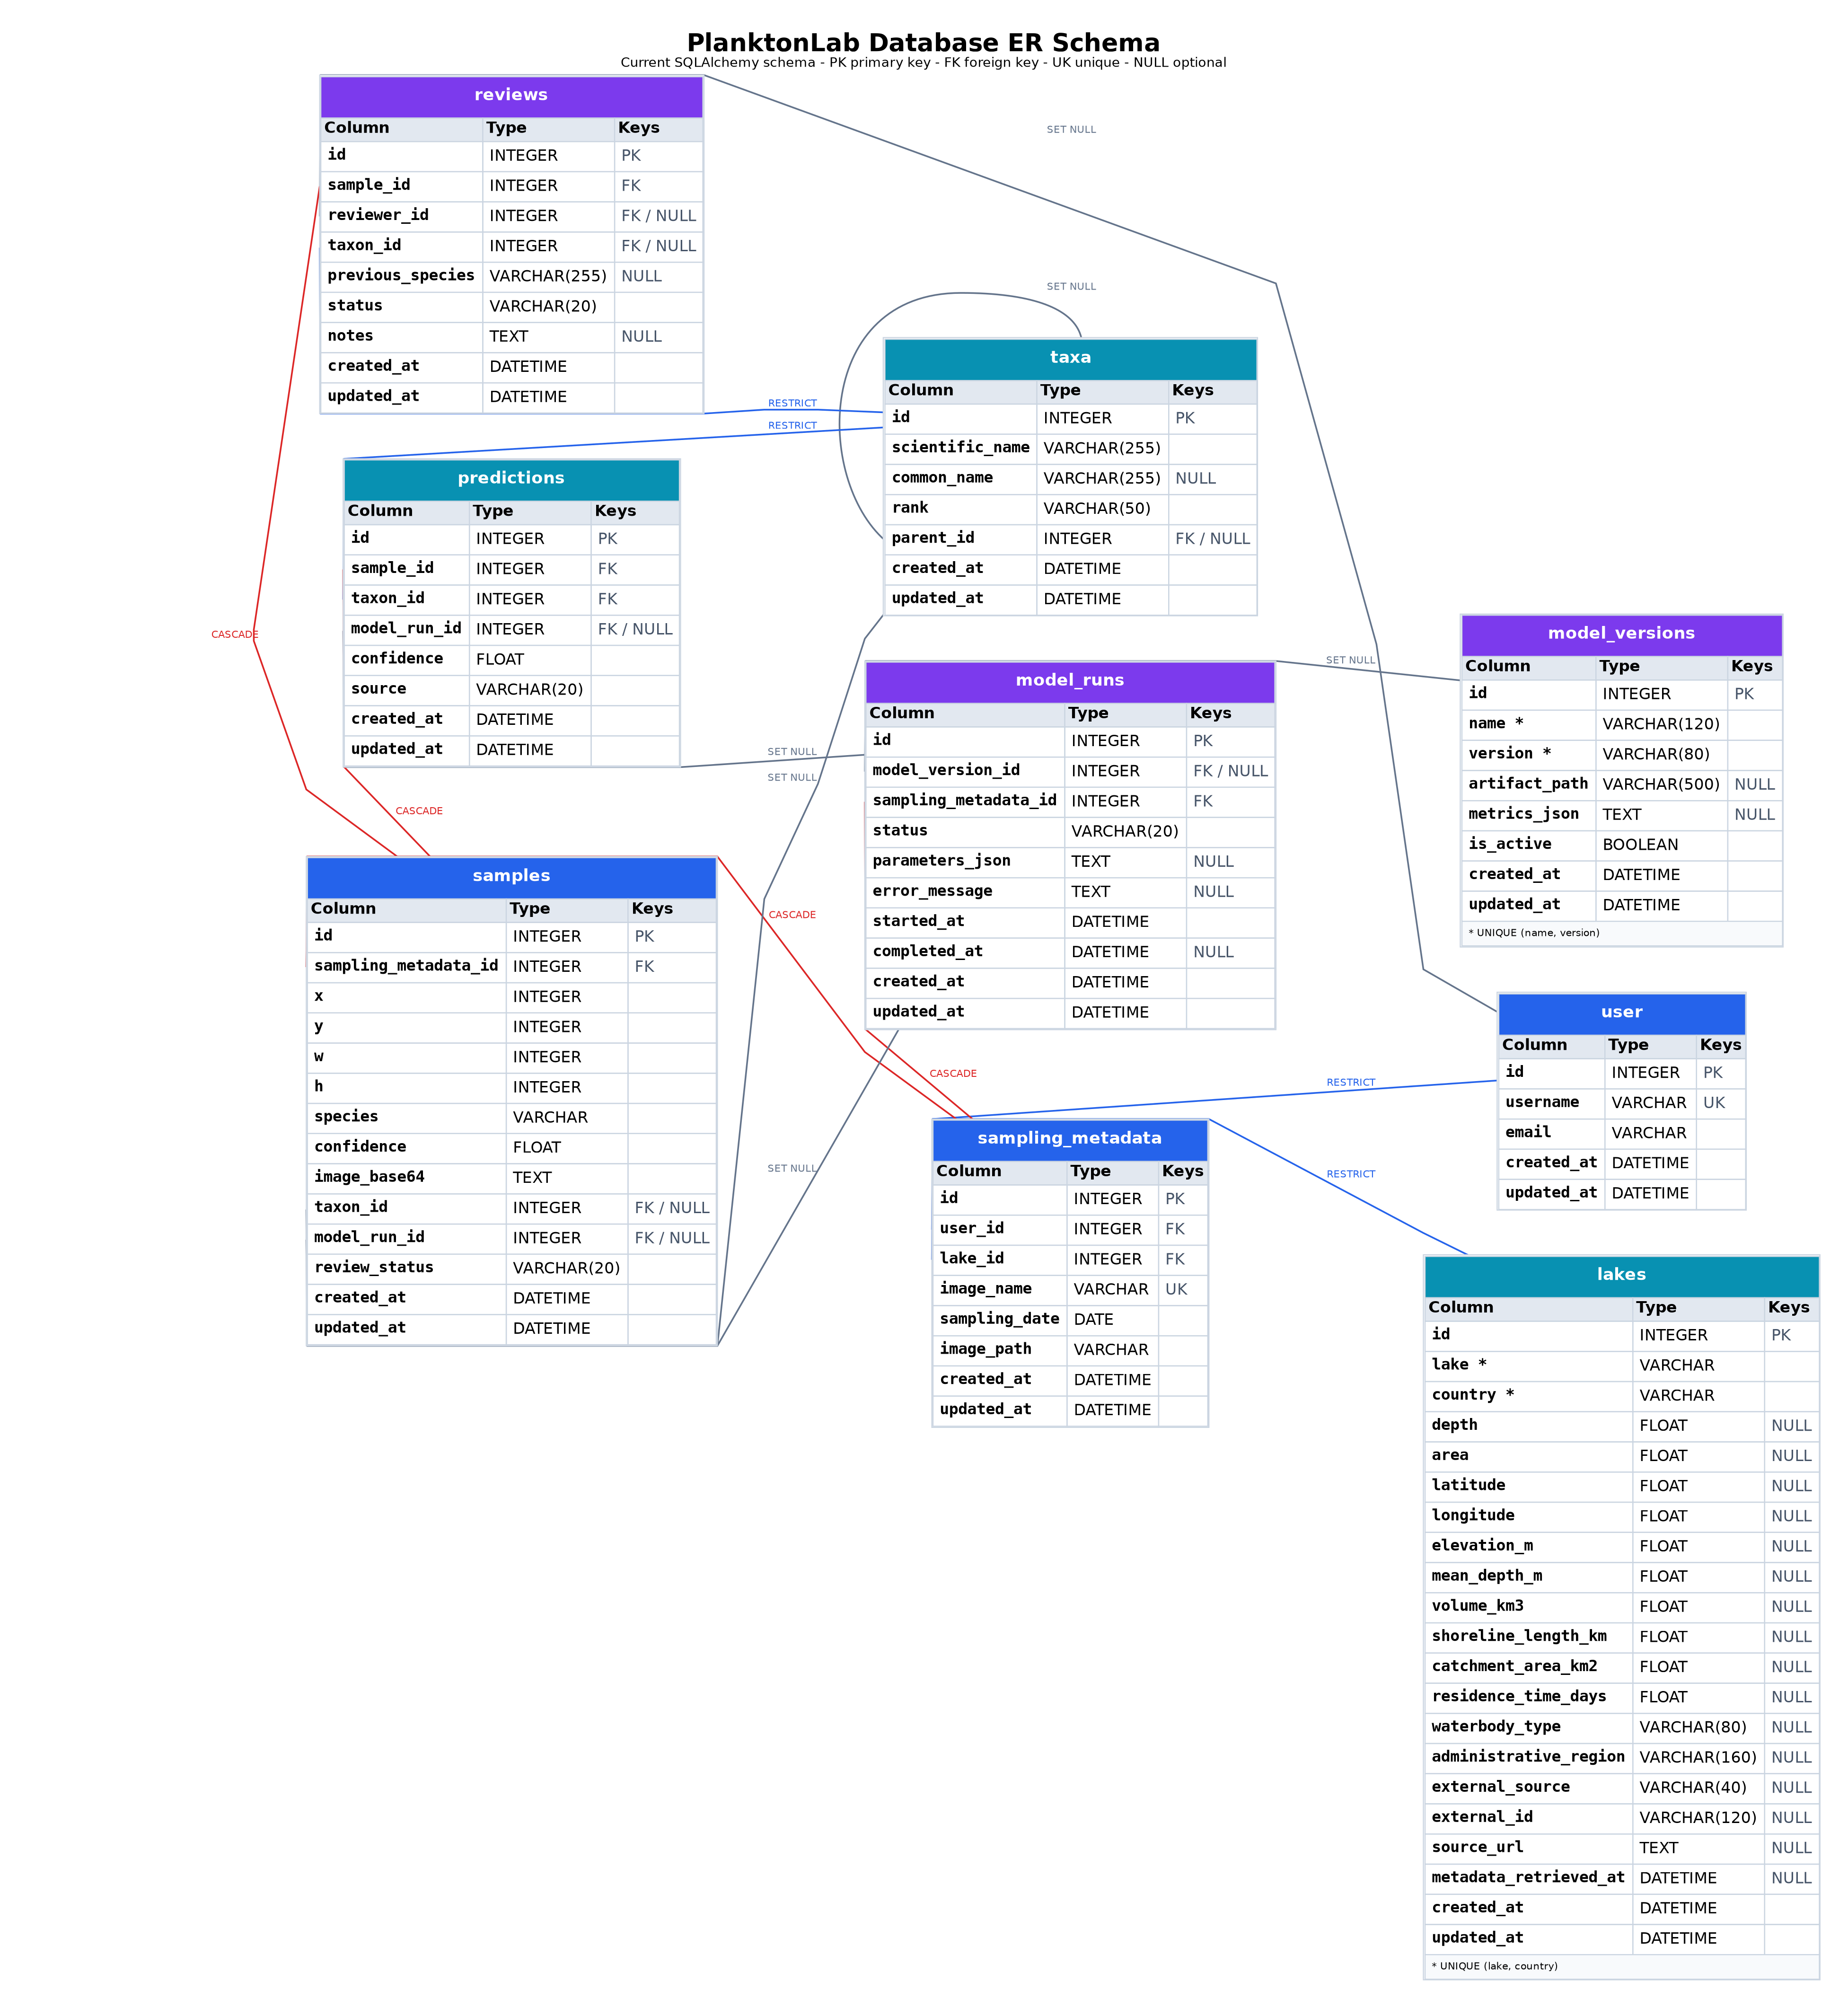 PlanktonLab Database ER Schema
Current SQLAlchemy schema - PK primary key - FK foreign key - UK unique - NULL optional
reviews
Column Type Keys
id INTEGER PK
sample_id INTEGER FK
reviewer_id INTEGER FK / NULL
taxon_id INTEGER FK / NULL
previous_species VARCHAR(255) NULL
status VARCHAR(20)
notes TEXT NULL
created_at DATETIME
updated_at DATETIME
SET NULL
SET NULL
taxa
Column Type Keys
id INTEGER PK
scientific_name VARCHAR(255)
common_name VARCHAR(255) NULL
rank VARCHAR(50)
parent_id INTEGER FK / NULL
created_at DATETIME
updated_at DATETIME
RESTRICT
RESTRICT
predictions
Column Type Keys
id INTEGER PK
sample_id INTEGER FK
taxon_id INTEGER FK
model_run_id INTEGER FK / NULL
confidence FLOAT
source VARCHAR(20)
created_at DATETIME
updated_at DATETIME
CASCADE
CASCADE
SET NULL
SET NULL
model_runs
Column Type Keys
id INTEGER PK
model_version_id INTEGER FK / NULL
sampling_metadata_id INTEGER FK
status VARCHAR(20)
parameters_json TEXT NULL
error_message TEXT NULL
started_at DATETIME
completed_at DATETIME NULL
created_at DATETIME
updated_at DATETIME
SET NULL
model_versions
Column Type Keys
id INTEGER PK
name * VARCHAR(120)
version * VARCHAR(80)
artifact_path VARCHAR(500) NULL
metrics_json TEXT NULL
is_active BOOLEAN
created_at DATETIME
updated_at DATETIME
* UNIQUE (name, version)
samples
Column Type Keys
id INTEGER PK
sampling_metadata_id INTEGER FK
x INTEGER
y INTEGER
w INTEGER
h INTEGER
species VARCHAR
confidence FLOAT
image_base64 TEXT
taxon_id INTEGER FK / NULL
model_run_id INTEGER FK / NULL
review_status VARCHAR(20)
created_at DATETIME
updated_at DATETIME
CASCADE
CASCADE
SET NULL
RESTRICT
RESTRICT
user
Column Type Keys
id INTEGER PK
username VARCHAR UK
email VARCHAR
created_at DATETIME
updated_at DATETIME
sampling_metadata
Column Type Keys
id INTEGER PK
user_id INTEGER FK
lake_id INTEGER FK
image_name VARCHAR UK
sampling_date DATE
image_path VARCHAR
created_at DATETIME
updated_at DATETIME
lakes
Column Type Keys
id INTEGER PK
lake * VARCHAR
country * VARCHAR
depth FLOAT NULL
area FLOAT NULL
latitude FLOAT NULL
longitude FLOAT NULL
elevation_m FLOAT NULL
mean_depth_m FLOAT NULL
volume_km3 FLOAT NULL
shoreline_length_km FLOAT NULL
catchment_area_km2 FLOAT NULL
residence_time_days FLOAT NULL
waterbody_type VARCHAR(80) NULL
administrative_region VARCHAR(160) NULL
external_source VARCHAR(40) NULL
external_id VARCHAR(120) NULL
source_url TEXT NULL
metadata_retrieved_at DATETIME NULL
created_at DATETIME
updated_at DATETIME
* UNIQUE (lake, country)